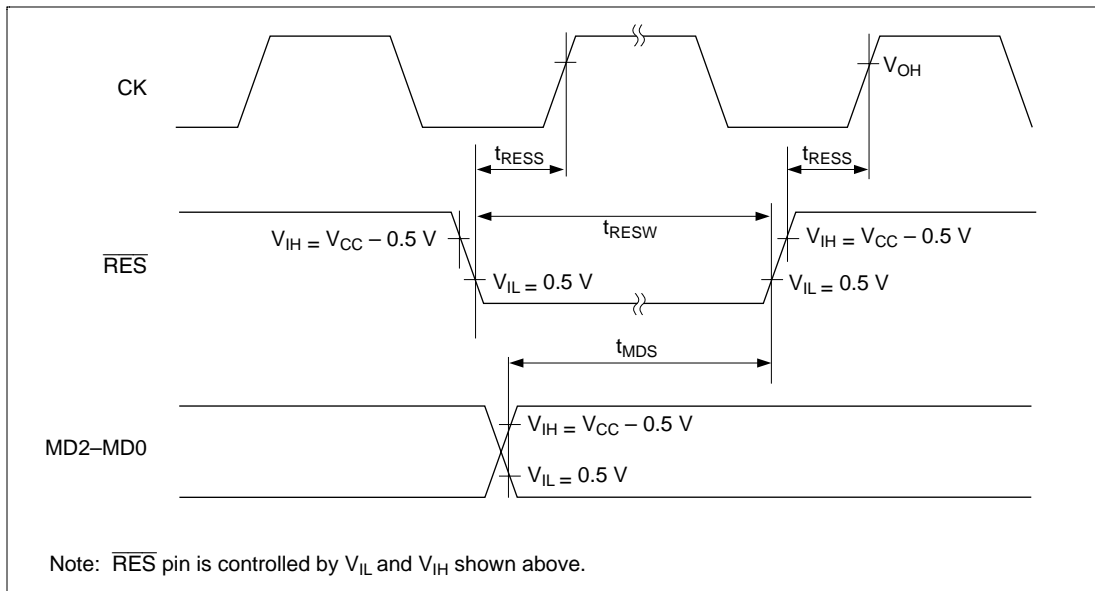 CK
V_OH
t_RESS
t_RESS
t_RESW
R̅E̅S̅
V_IH = V_CC – 0.5 V
V_IH = V_CC – 0.5 V
V_IL = 0.5 V
V_IL = 0.5 V
t_MDS
MD2–MD0
V_IH = V_CC – 0.5 V
V_IL = 0.5 V
Note: R̅E̅S̅ pin is controlled by V_IL and V_IH shown above.